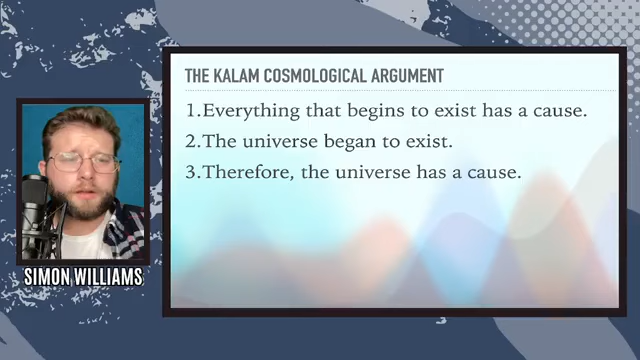 THE KALAM COSMOLOGICAL ARGUMENT
1.Everything that begins to exist has a cause.
2.The universe began to exist.
3.Therefore, the universe has a cause.
SIMON WILLIAMS